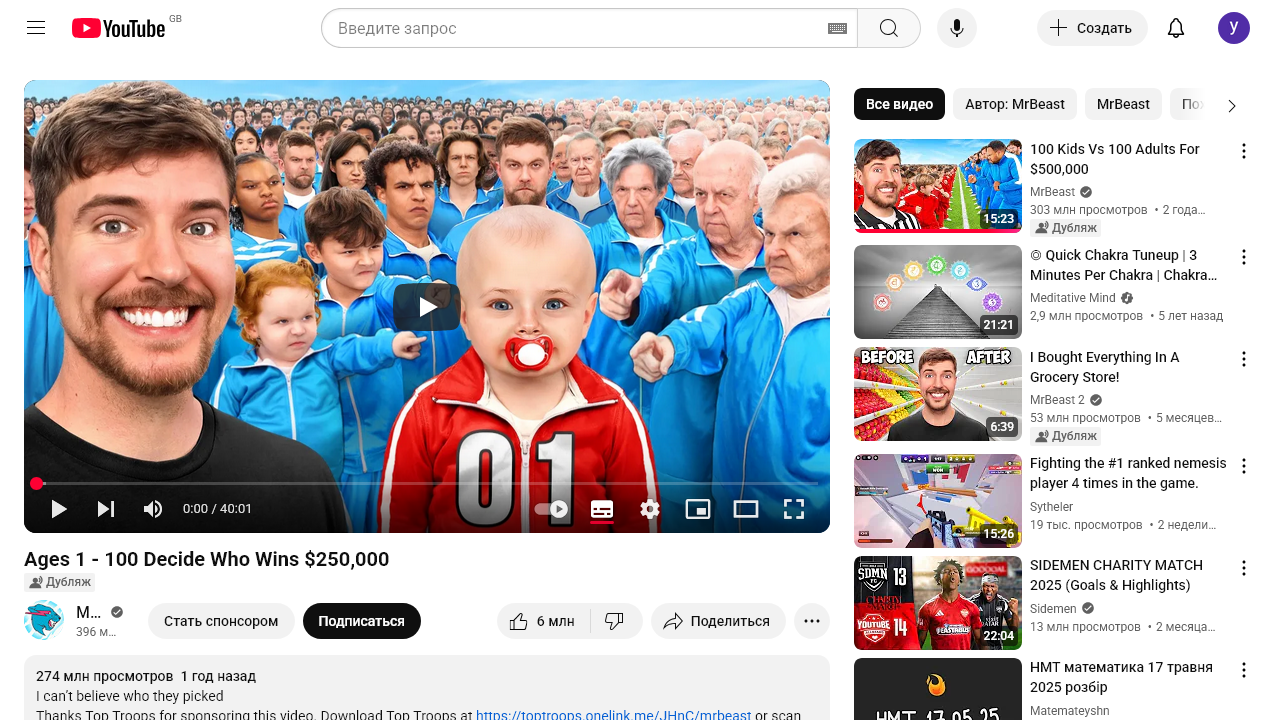 YouTube GB
Введите запрос
Создать
y
01
0:00 / 40:01
Ages 1 - 100 Decide Who Wins $250,000
Дубляж
M...
396 м...
Стать спонсором
Подписаться
6 млн
Поделиться
274 млн просмотров 1 год назад
I can't believe who they picked
Thanks Top Troops for sponsoring this video. Download Top Troops at https://toptroops.onelink.me/JHnC/mrbeast or scan
Все видео
Автор: MrBeast
MrBeast
15:23
100 Kids Vs 100 Adults For
$500,000
MrBeast
303 млн просмотров • 2 года...
Дубляж
21:21
© Quick Chakra Tuneup | 3
Minutes Per Chakra | Chakra...
Meditative Mind
2,9 млн просмотров • 5 лет назад
BEFORE AFTER
6:39
I Bought Everything In A
Grocery Store!
MrBeast 2
53 млн просмотров • 5 месяцев...
Дубляж
WON
15:26
Fighting the #1 ranked nemesis
player 4 times in the game.
Sytheler
19 тыс. просмотров • 2 недели...
SDMN 13
FC
CHARITY
MATCH
YOUTUBE 14
GOOOOL
22:04
SIDEMEN CHARITY MATCH
2025 (Goals & Highlights)
Sidemen
13 млн просмотров • 2 месяца...
НМТ 17.05.25
НМТ математика 17 травня
2025 розбір
Matemateyshn